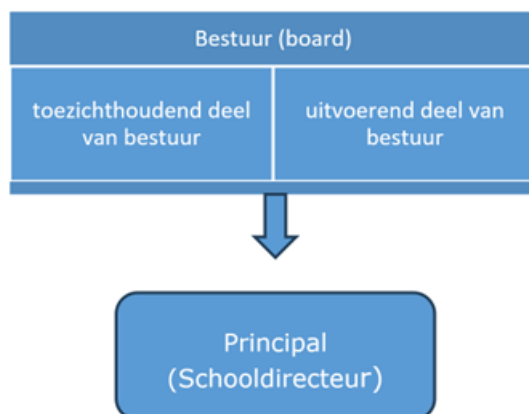 Bestuur (board)
toezichthoudend deel
van bestuur
uitvoerend deel van
bestuur
Principal
(Schooldirecteur)